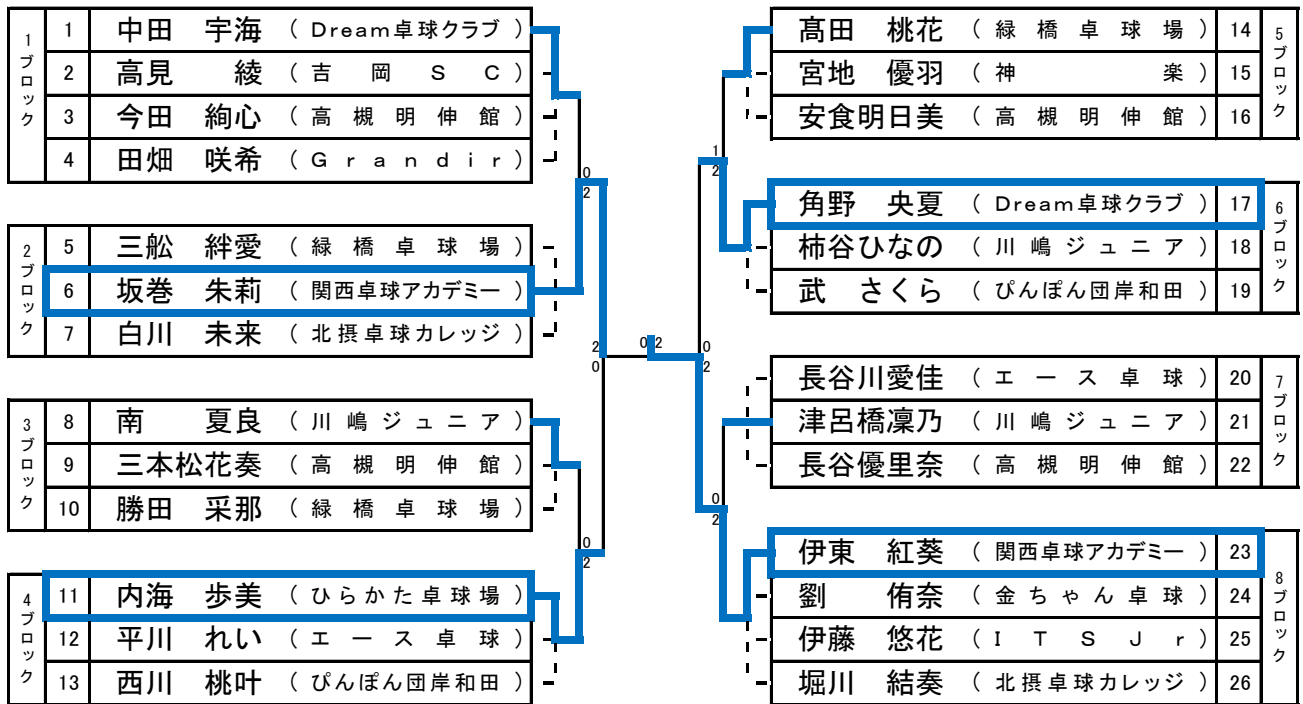 1ブロック
1 中田 宇海 (Dream卓球クラブ)
2 高見 綾 (吉岡SC)
3 今田 絢心 (高槻明伸館)
4 田畑 咲希 (Grandir)
2ブロック
5 三舩 絆愛 (緑橋卓球場)
6 坂巻 朱莉 (関西卓球アカデミー)
7 白川 未来 (北摂卓球カレッジ)
3ブロック
8 南 夏良 (川嶋ジュニア)
9 三本松花奏 (高槻明伸館)
10 勝田 采那 (緑橋卓球場)
4ブロック
11 内海 歩美 (ひらかた卓球場)
12 平川 れい (エース卓球)
13 西川 桃叶 (ぴんぽん団岸和田)
0
2
2
0
0
2
0 2
1
2
0
2
0
2
5ブロック
髙田 桃花 (緑橋卓球場) 14
宮地 優羽 (神楽) 15
安食明日美 (高槻明伸館) 16
6ブロック
角野 央夏 (Dream卓球クラブ) 17
柿谷ひなの (川嶋ジュニア) 18
武 さくら (ぴんぽん団岸和田) 19
7ブロック
長谷川愛佳 (エース卓球) 20
津呂橋凜乃 (川嶋ジュニア) 21
長谷優里奈 (高槻明伸館) 22
8ブロック
伊東 紅葵 (関西卓球アカデミー) 23
劉 侑奈 (金ちゃん卓球) 24
伊藤 悠花 (ITSJr) 25
堀川 結奏 (北摂卓球カレッジ) 26